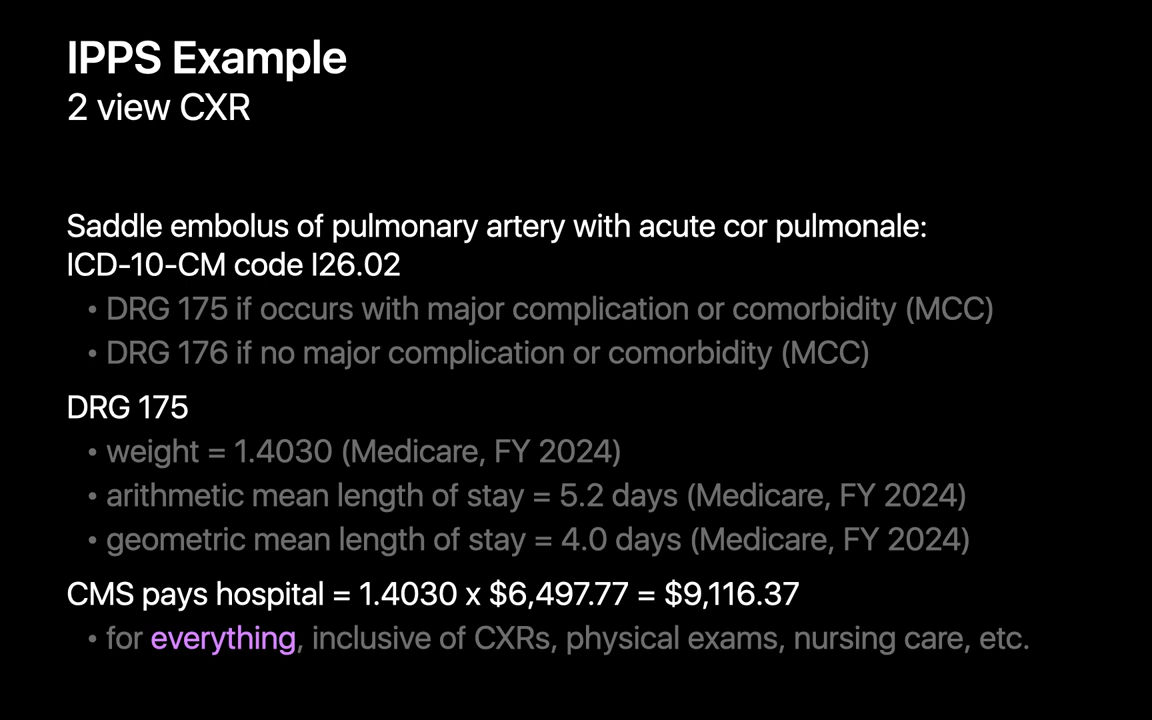 IPPS Example
2 view CXR
Saddle embolus of pulmonary artery with acute cor pulmonale:
ICD-10-CM code I26.02
• DRG 175 if occurs with major complication or comorbidity (MCC)
• DRG 176 if no major complication or comorbidity (MCC)
DRG 175
• weight = 1.4030 (Medicare, FY 2024)
• arithmetic mean length of stay = 5.2 days (Medicare, FY 2024)
• geometric mean length of stay = 4.0 days (Medicare, FY 2024)
CMS pays hospital = 1.4030 x $6,497.77 = $9,116.37
• for everything, inclusive of CXRs, physical exams, nursing care, etc.